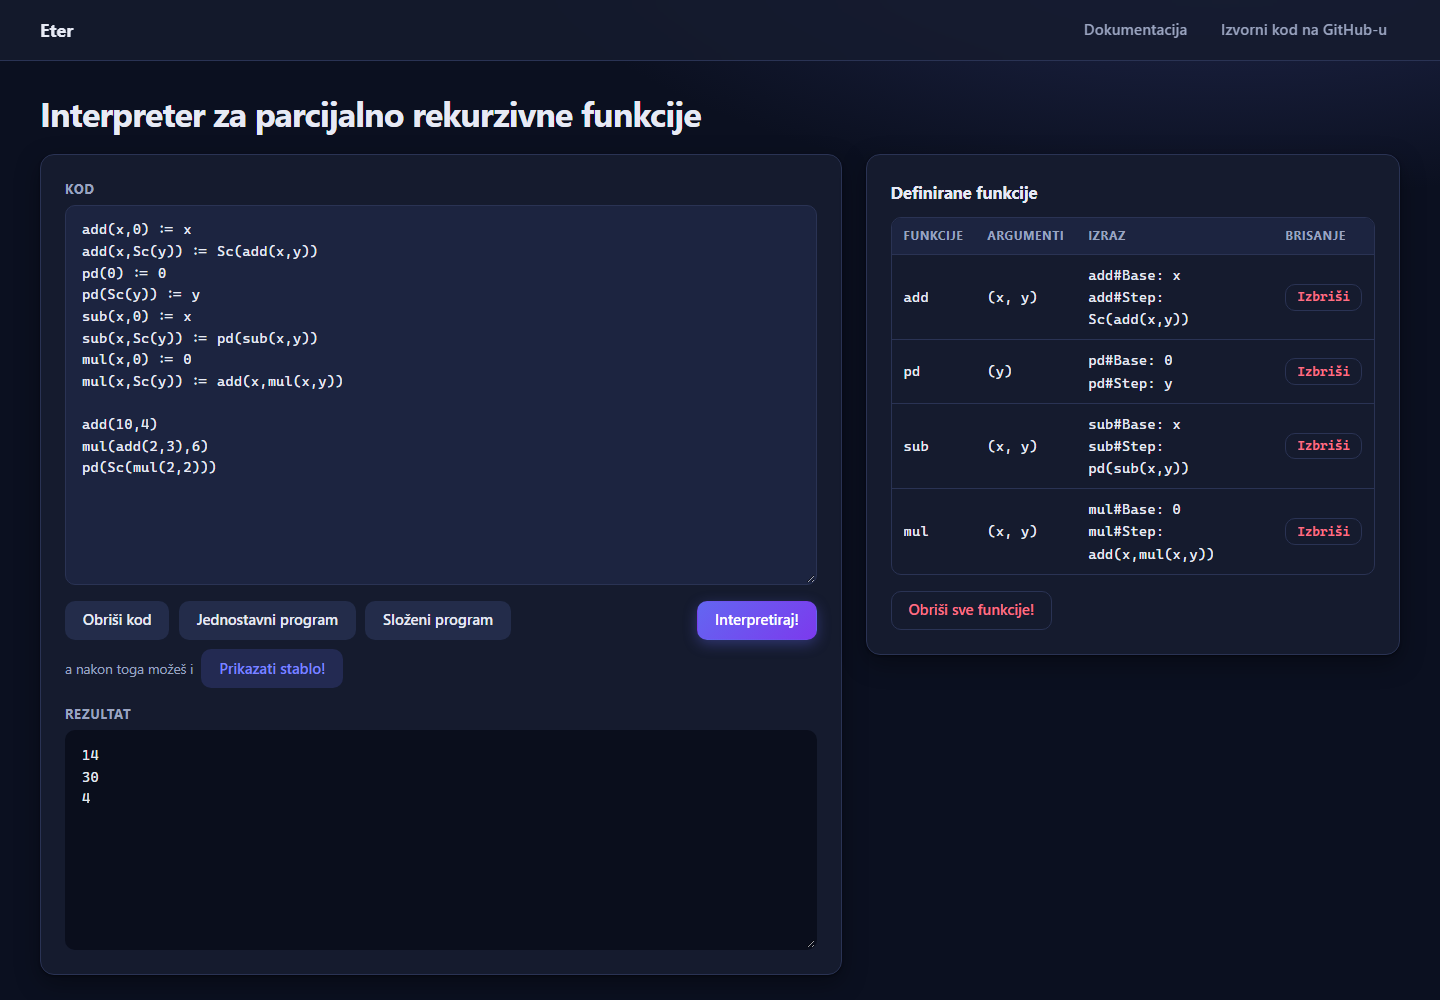 Eter
Dokumentacija
Izvorni kod na GitHub-u
Interpreter za parcijalno rekurzivne funkcije
KOD
add(x,0) := x
add(x,Sc(y)) := Sc(add(x,y))
pd(0) := 0
pd(Sc(y)) := y
sub(x,0) := x
sub(x,Sc(y)) := pd(sub(x,y))
mul(x,0) := 0
mul(x,Sc(y)) := add(x,mul(x,y))
add(10,4)
mul(add(2,3),6)
pd(Sc(mul(2,2)))
Obriši kod
Jednostavni program
Složeni program
Interpretiraj!
a nakon toga možeš i
Prikazati stablo!
REZULTAT
14
30
4
Definirane funkcije
FUNKCIJE ARGUMENTI IZRAZ BRISANJE
add#Base: x
add (x, y) add#Step: Izbriši
Sc(add(x,y))
pd#Base: 0
pd (y) Izbriši
pd#Step: y
sub#Base: x
sub (x, y) sub#Step: Izbriši
pd(sub(x,y))
mul#Base: 0
mul (x, y) mul#Step: Izbriši
add(x,mul(x,y))
Obriši sve funkcije!